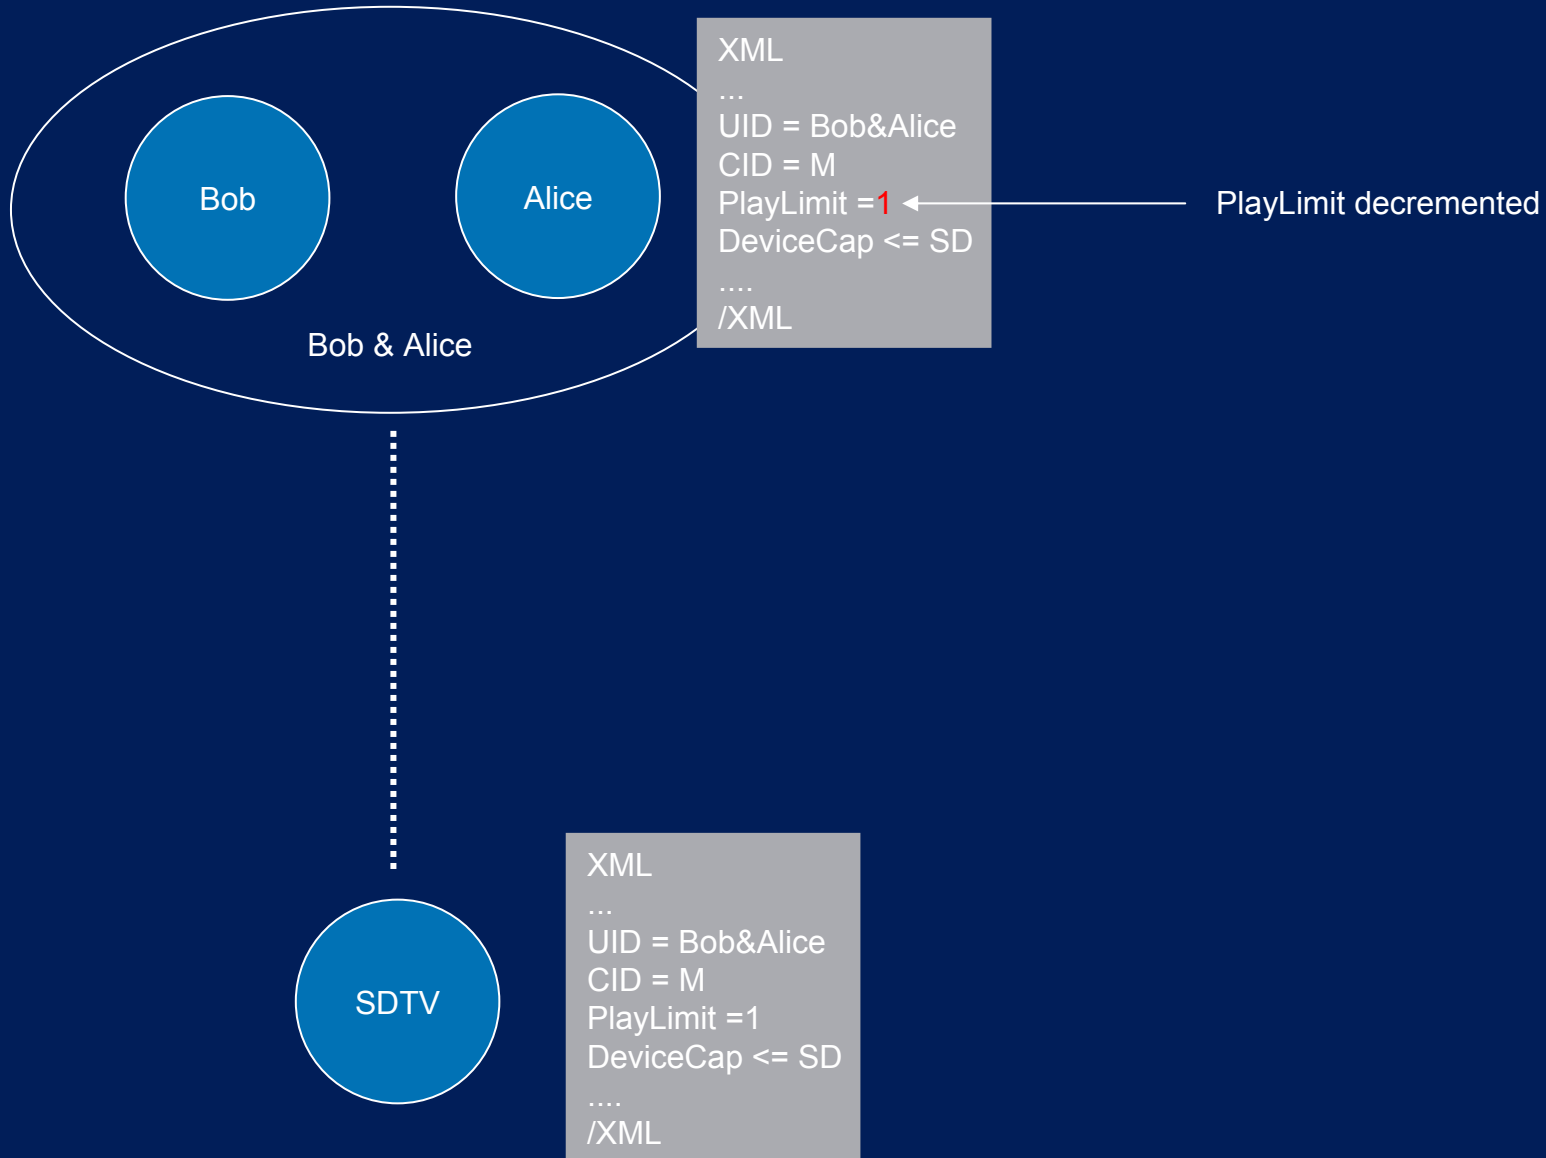 Bob
Alice
Bob & Alice
XML
...
UID = Bob&Alice
CID = M
PlayLimit =1
DeviceCap <= SD
....
/XML
PlayLimit decremented
SDTV
XML
...
UID = Bob&Alice
CID = M
PlayLimit =1
DeviceCap <= SD
....
/XML